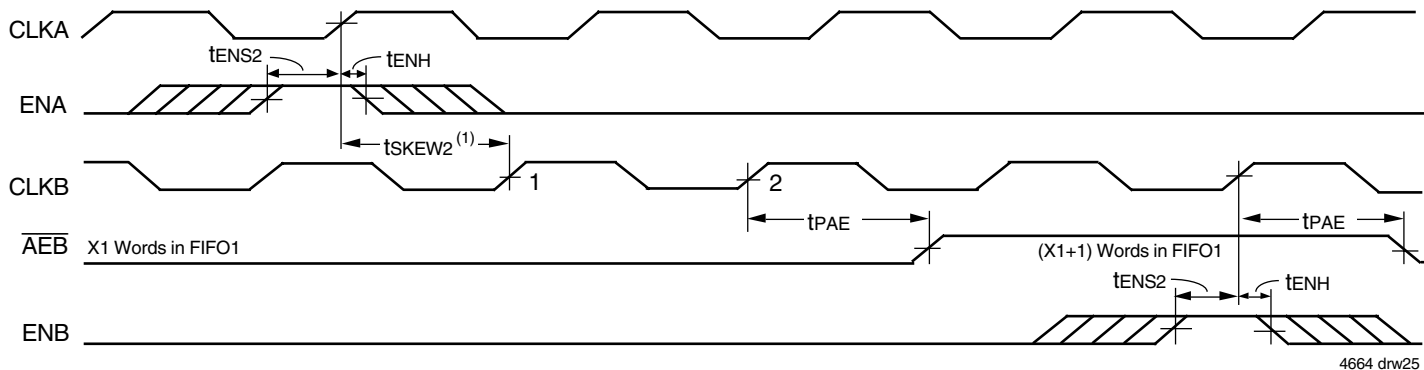 CLKA
tENS2
tENH
ENA
tSKEW2 (1)
CLKB
1
2
tPAE
tPAE
AEB
X1 Words in FIFO1
(X1+1) Words in FIFO1
tENS2
tENH
ENB
4664 drw25